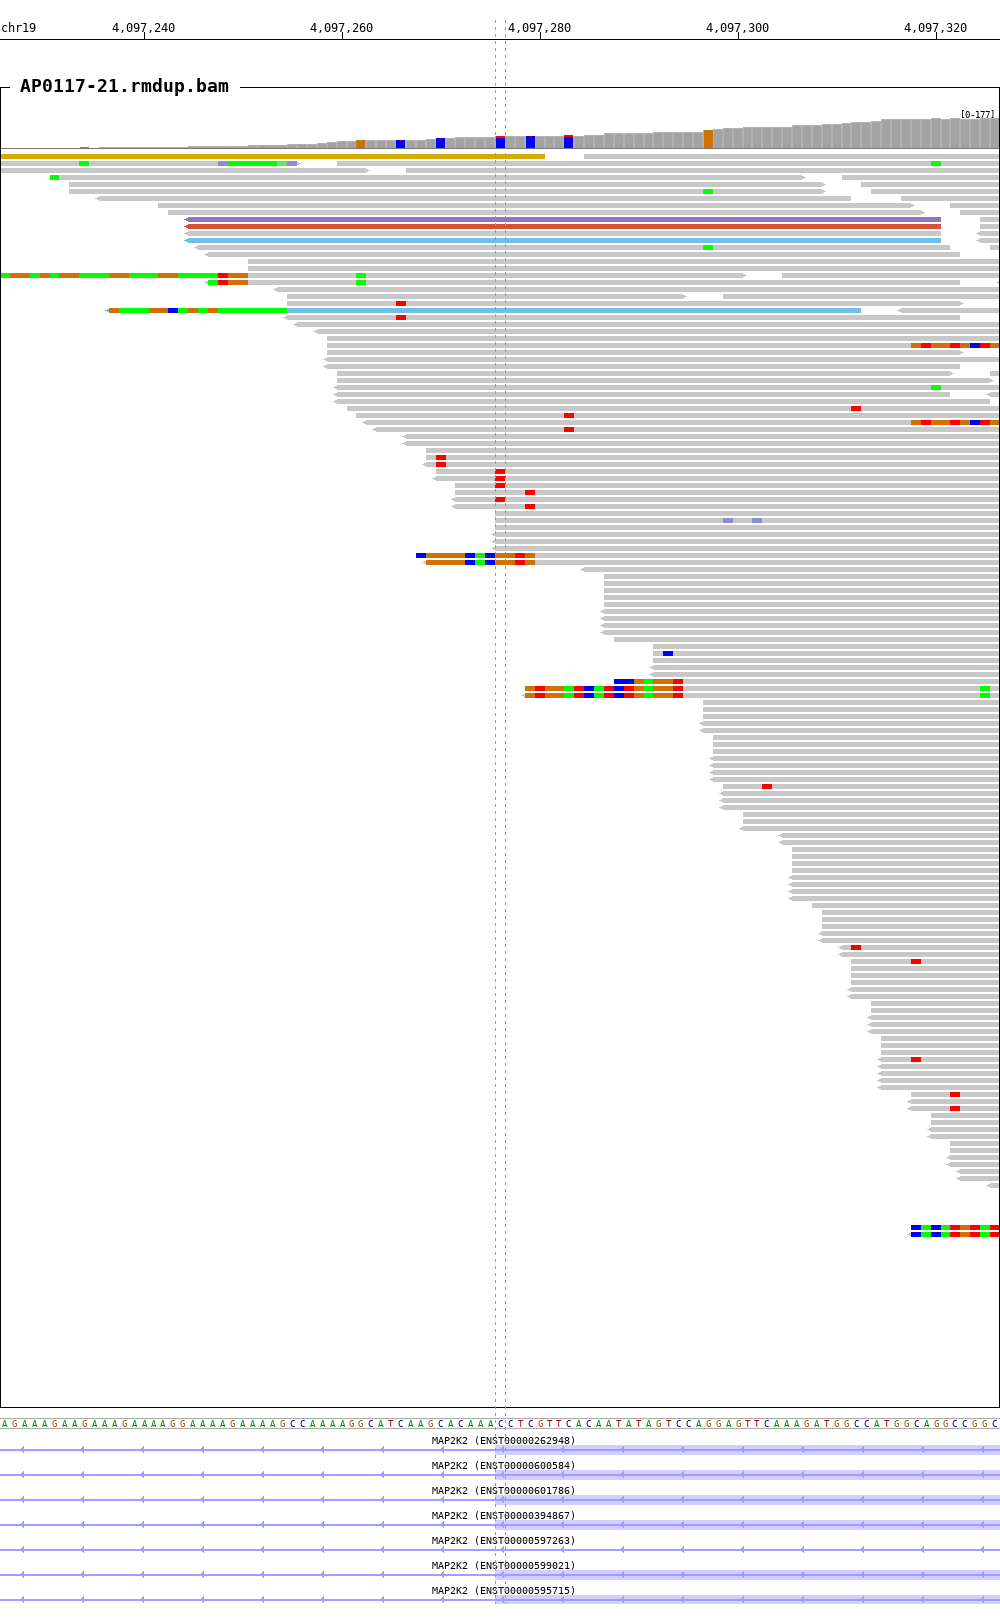 chr19 4,097,240 4,097,260 4,097,280 4,097,300 4,097,320
AP0117-21.rmdup.bam
[0-177]
AGAAAGAAGAAAGAAAAGGAAAAGAAAAGCCAAAAGGCATCAAGCACAAACCTCGTTCACAATATAGTCCAGGAGTTCAAAGATGGCCATGGCAGGCCGGC
MAP2K2 (ENST00000262948)
MAP2K2 (ENST00000600584)
MAP2K2 (ENST00000601786)
MAP2K2 (ENST00000394867)
MAP2K2 (ENST00000597263)
MAP2K2 (ENST00000599021)
MAP2K2 (ENST00000595715)